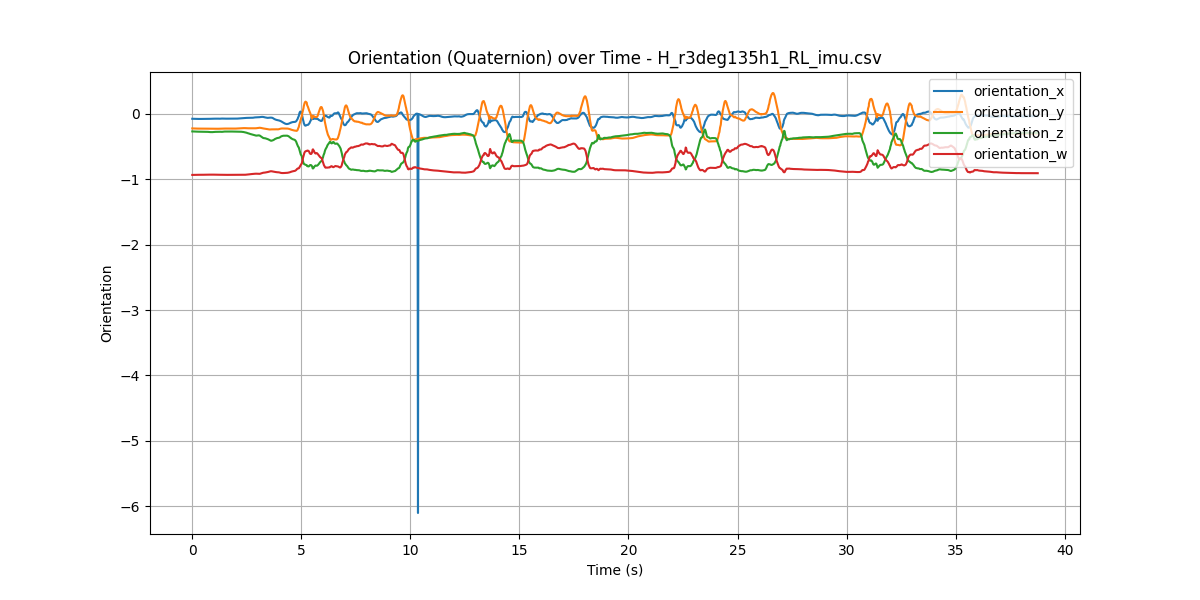 Orientation (Quaternion) over Time - H_r3deg135h1_RL_imu.csv
orientation_x
orientation_y
orientation_z
orientation_w
Orientation
0
−1
−2
−3
−4
−5
−6
0 5 10 15 20 25 30 35 40
Time (s)